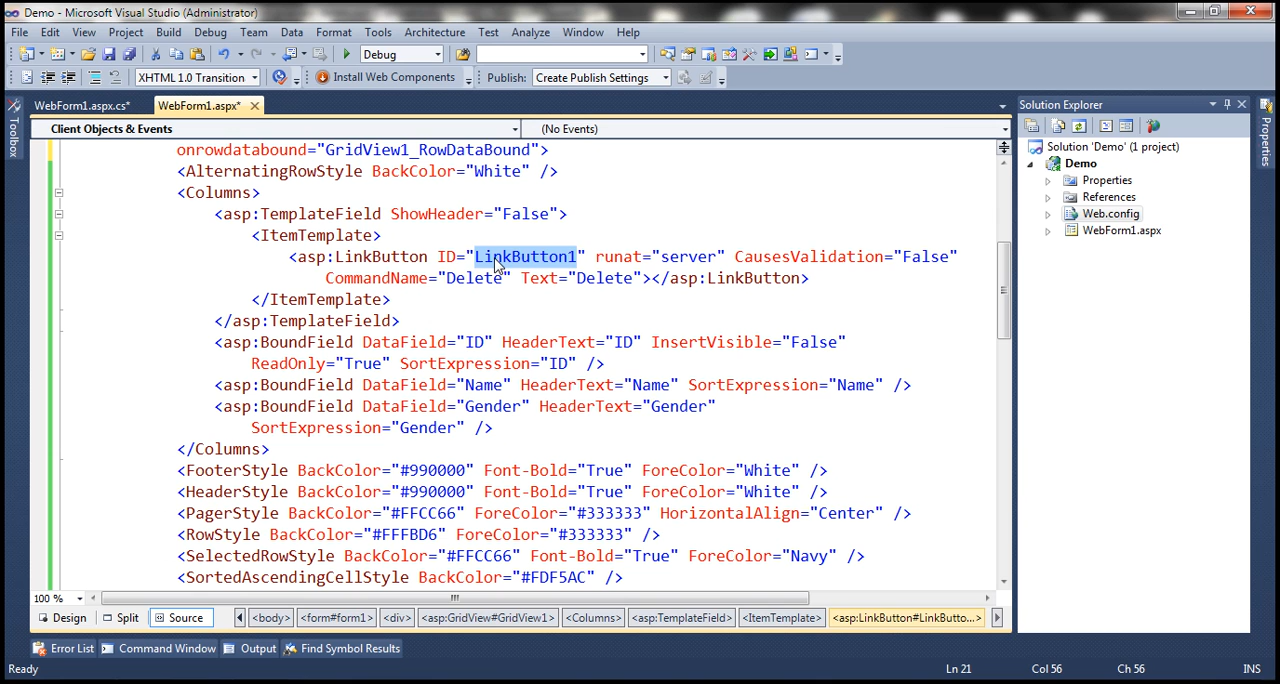 Demo - Microsoft Visual Studio (Administrator)
File Edit View Project Build Debug Team Data Format Tools Architecture Test Analyze Window Help
Debug
XHTML 1.0 Transition Install Web Components Publish: Create Publish Settings
WebForm1.aspx.cs* WebForm1.aspx*
Solution Explorer
Client Objects & Events (No Events)
Toolbox
Properties
onrowdatabound="GridView1_RowDataBound">
<AlternatingRowStyle BackColor="White" />
<Columns>
<asp:TemplateField ShowHeader="False">
<ItemTemplate>
<asp:LinkButton ID="LinkButton1" runat="server" CausesValidation="False"
CommandName="Delete" Text="Delete"></asp:LinkButton>
</ItemTemplate>
</asp:TemplateField>
<asp:BoundField DataField="ID" HeaderText="ID" InsertVisible="False"
ReadOnly="True" SortExpression="ID" />
<asp:BoundField DataField="Name" HeaderText="Name" SortExpression="Name" />
<asp:BoundField DataField="Gender" HeaderText="Gender"
SortExpression="Gender" />
</Columns>
<FooterStyle BackColor="#990000" Font-Bold="True" ForeColor="White" />
<HeaderStyle BackColor="#990000" Font-Bold="True" ForeColor="White" />
<PagerStyle BackColor="#FFCC66" ForeColor="#333333" HorizontalAlign="Center" />
<RowStyle BackColor="#FFFBD6" ForeColor="#333333" />
<SelectedRowStyle BackColor="#FFCC66" Font-Bold="True" ForeColor="Navy" />
<SortedAscendingCellStyle BackColor="#FDF5AC" />
Solution 'Demo' (1 project)
Demo
Properties
References
Web.config
WebForm1.aspx
100 %
Design Split Source <body> <form#form1> <div> <asp:GridView#GridView1> <Columns> <asp:TemplateField> <ItemTemplate> <asp:LinkButton#LinkButto...>
Error List Command Window Output Find Symbol Results
Ready Ln 21 Col 56 Ch 56 INS